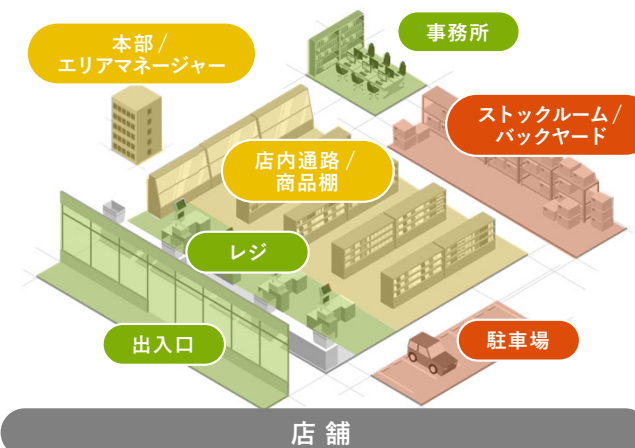 本部/
エリアマネージャー
事務所
ストックルーム/
バックヤード
店内通路/
商品棚
レジ
出入口
駐車場
店舗